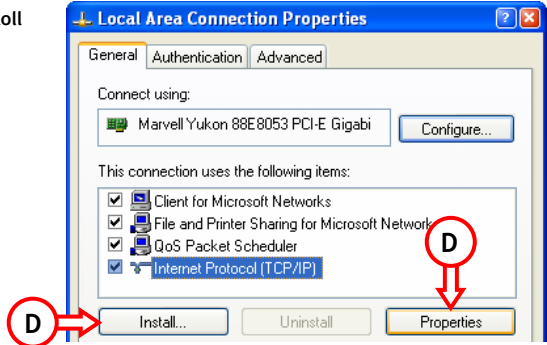 oll
Local Area Connection Properties
General Authentication Advanced
Connect using:
Marvell Yukon 88E8053 PCI-E Gigabi Configure...
This connection uses the following items:
Client for Microsoft Networks
File and Printer Sharing for Microsoft Network
QoS Packet Scheduler
D
Internet Protocol (TCP/IP)
D Install... Uninstall Properties